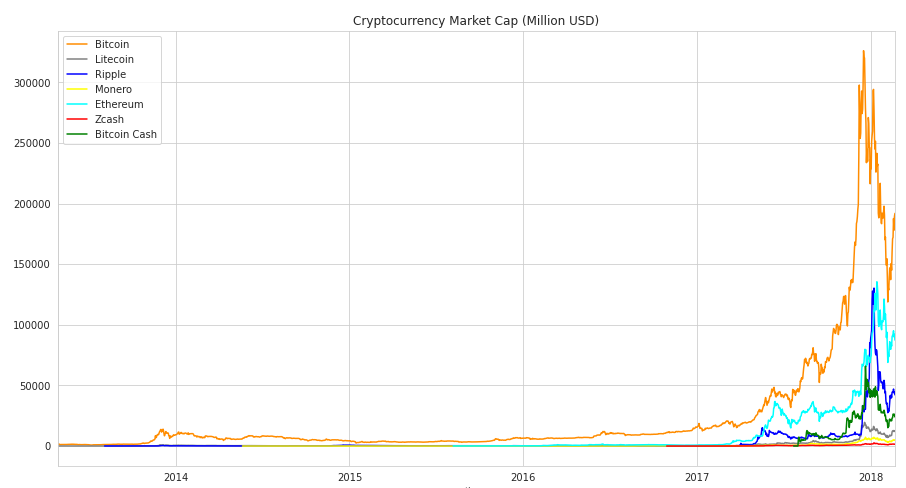 Cryptocurrency Market Cap (Million USD)
Bitcoin
Litecoin
Ripple
Monero
Ethereum
Zcash
Bitcoin Cash
300000
250000
200000
150000
100000
50000
0
2014
2015
2016
2017
2018